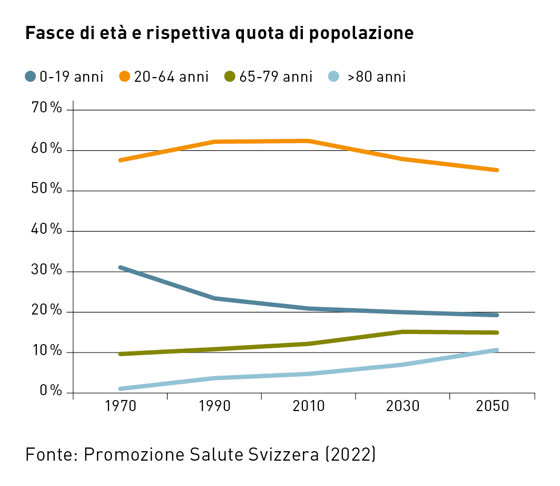 Fasce di età e rispettiva quota di popolazione
0-19 anni 20-64 anni 65-79 anni >80 anni
70%
60%
50%
40%
30%
20%
10%
0%
1970 1990 2010 2030 2050
Fonte: Promozione Salute Svizzera (2022)